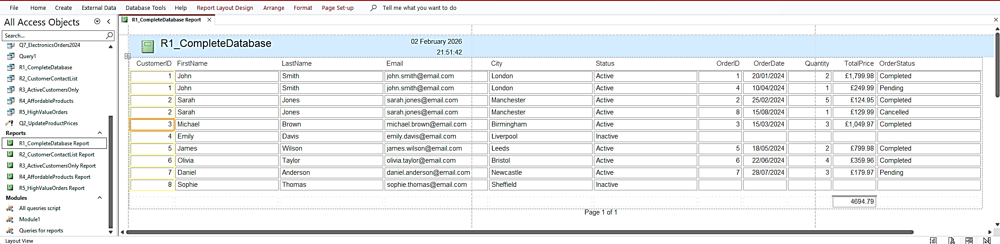 File Home Create External Data Database Tools Help Report Layout Design Arrange Format Page Set-up Tell me what you want to do
All Access Objects
Search...
Q7_ElectronicsOrders2024
Query1
R1_CompleteDatabase
R2_CustomerContactList
R3_ActiveCustomersOnly
R4_AffordableProducts
R5_HighValueOrders
Q2_UpdateProductPrices
Reports
R1_CompleteDatabase Report
R2_CustomerContactList Report
R3_ActiveCustomersOnly Report
R4_AffordableProducts Report
R5_HighValueOrders Report
Modules
All quesries script
Module1
Queries for reports
R1_CompleteDatabase Report
R1_CompleteDatabase
02 February 2026
21:51:42
CustomerID FirstName LastName Email City Status OrderID OrderDate Quantity TotalPrice OrderStatus
1 John Smith john.smith@email.com London Active 1 20/01/2024 2 £1,799.98 Completed
1 John Smith john.smith@email.com London Active 4 10/04/2024 1 £249.99 Pending
2 Sarah Jones sarah.jones@email.com Manchester Active 2 25/02/2024 5 £124.95 Completed
2 Sarah Jones sarah.jones@email.com Manchester Active 8 15/08/2024 1 £129.99 Cancelled
3 Michael Brown michael.brown@email.com Birmingham Active 3 15/03/2024 3 £1,049.97 Completed
4 Emily Davis emily.davis@email.com Liverpool Inactive
5 James Wilson james.wilson@email.com Leeds Active 5 18/05/2024 2 £799.98 Completed
6 Olivia Taylor olivia.taylor@email.com Bristol Active 6 22/06/2024 4 £359.96 Completed
7 Daniel Anderson daniel.anderson@email.com Newcastle Active 7 28/07/2024 3 £179.97 Pending
8 Sophie Thomas sophie.thomas@email.com Sheffield Inactive
4694.79
Page 1 of 1
Layout View